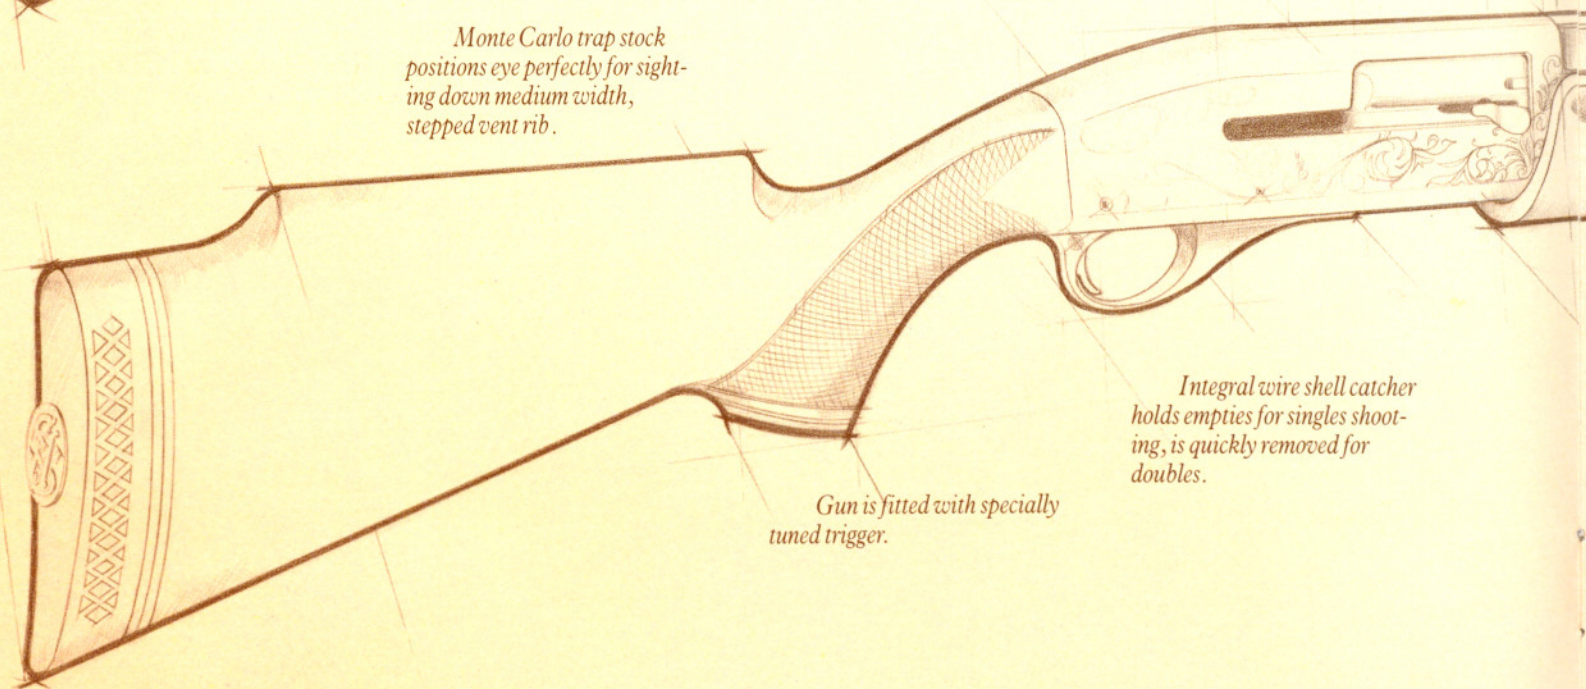 Monte Carlo trap stock
positions eye perfectly for sight-
ing down medium width,
stepped vent rib.
Integral wire shell catcher
holds empties for singles shoot-
ing, is quickly removed for
doubles.
Gun is fitted with specially
tuned trigger.